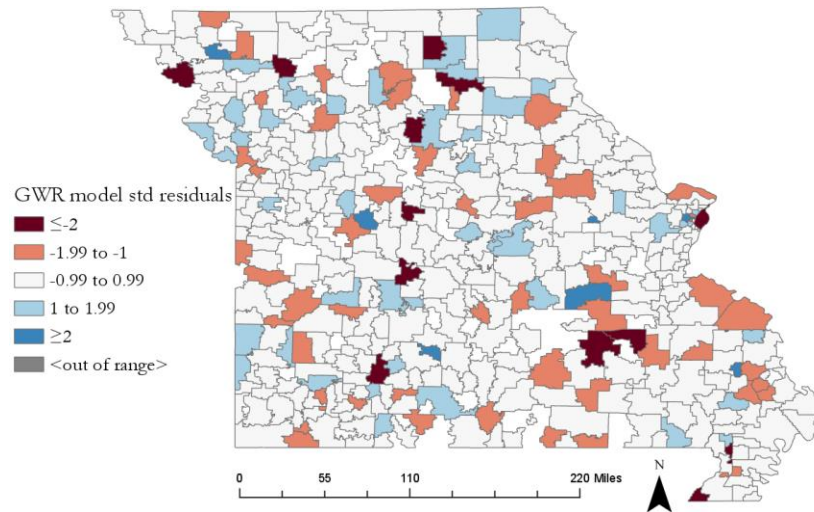 GWR model std residuals
≤-2
-1.99 to -1
-0.99 to 0.99
1 to 1.99
≥2
<out of range>
0 55 110 220 Miles
N